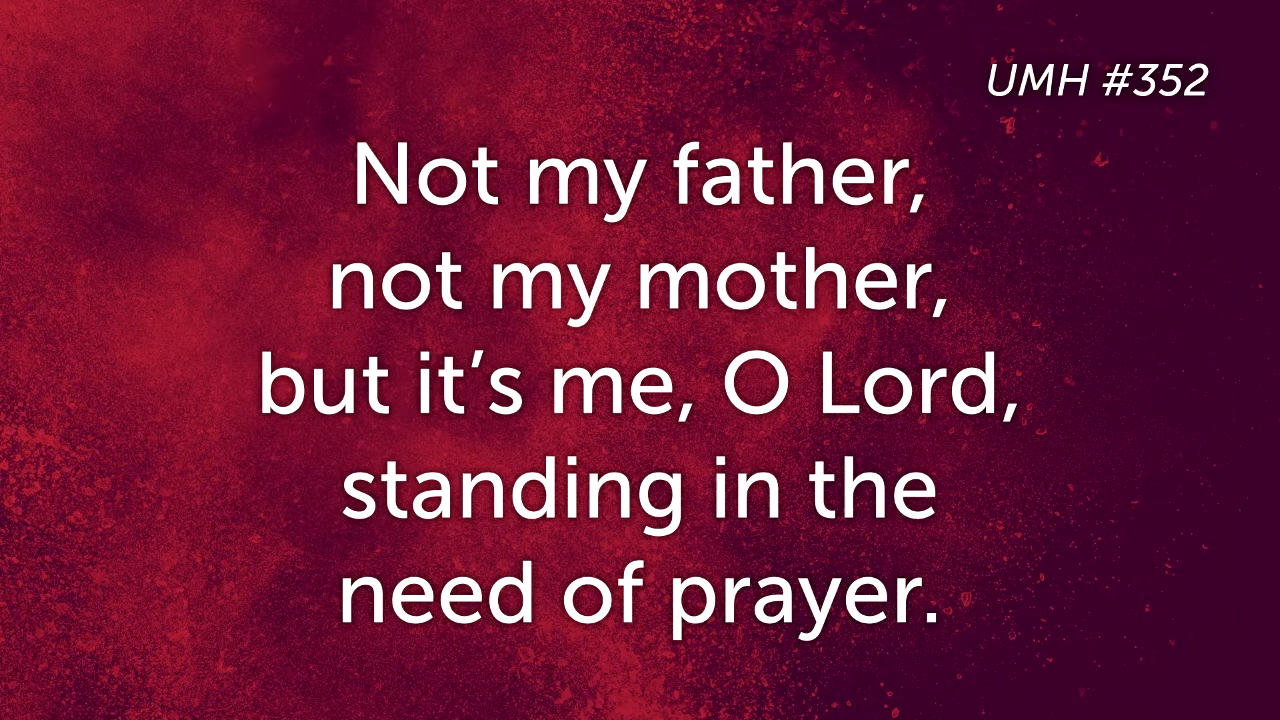 UMH #352
Not my father,
not my mother,
but it’s me, O Lord,
standing in the
need of prayer.